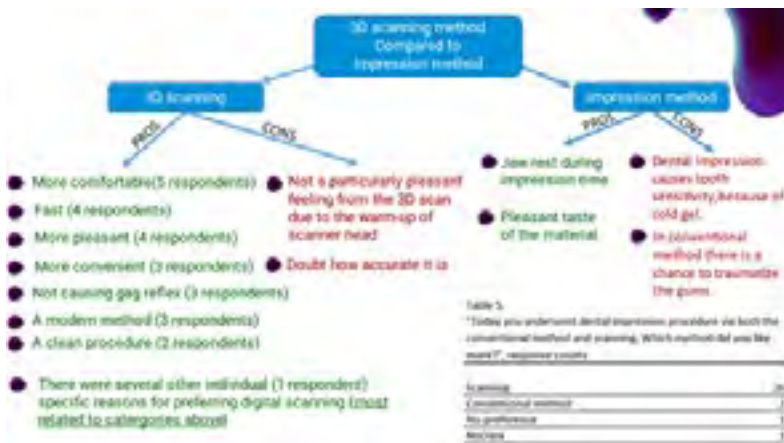 3D scanning method
Compared to
Impression method
3D Scanning
Impression method
PROS
CONS
PROS
CONS
More comfortable(5 respondents)
Fast (4 respondents)
More pleasant (4 respondents)
More convenient (3 respondents)
Not causing gag reflex (3 respondents)
A modern method (3 respondents)
A clean procedure (2 respondents)
There were several other individual (1 respondent)
specific reasons for preferring digital scanning (most
related to catergories above)
Not a particularly pleasant
feeling from the 3D scan
due to the warm-up of
scanner head
Doubt how accurate it is
Jaw rest during
impression time
Pleasant taste
of the material
Dental impression
causes tooth
sensitivity,because of
cold gel.
In conventional
method there is a
chance to traumatize
the gums.
Table 5.
"Today you underwent dental impression procedure via both the
conventional method and scanning. Which method did you like
more?", response counts
Scanning
Conventional method
No preference